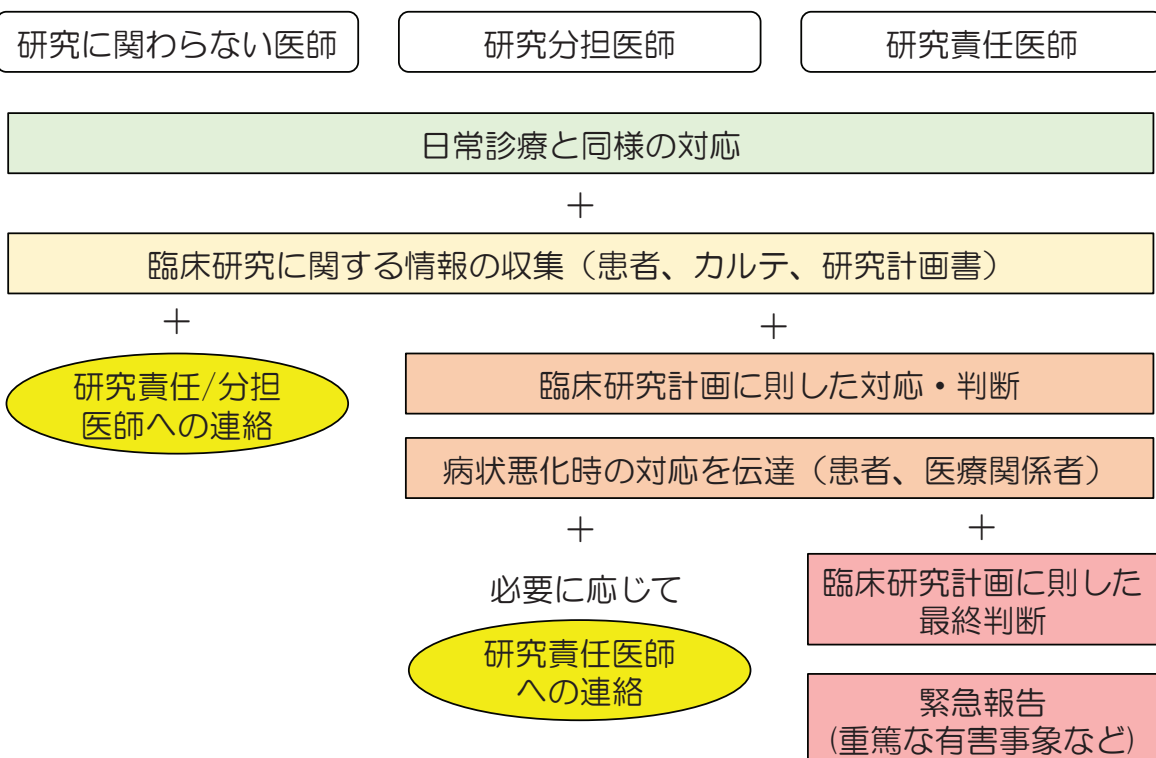 研究に関わらない医師
研究分担医師
研究責任医師
日常診療と同様の対応
＋
臨床研究に関する情報の収集（患者、カルテ、研究計画書）
＋
＋
研究責任/分担
医師への連絡
臨床研究計画に則した対応・判断
病状悪化時の対応を伝達（患者、医療関係者）
＋
＋
必要に応じて
研究責任医師
への連絡
臨床研究計画に則した
最終判断
緊急報告
(重篤な有害事象など)